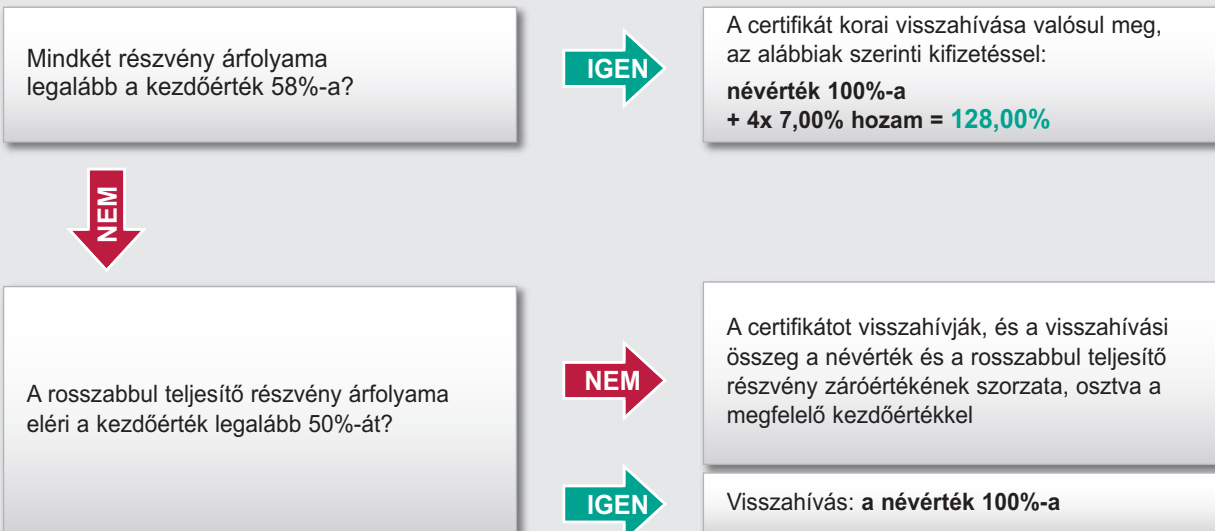 Mindkét részvény árfolyama
legalább a kezdőérték 58%-a?
IGEN
A certifikát korai visszahívása valósul meg,
az alábbiak szerinti kifizetéssel:
névérték 100%-a
+ 4x 7,00% hozam = 128,00%
NEM
A rosszabbul teljesítő részvény árfolyama
eléri a kezdőérték legalább 50%-át?
NEM
A certifikátot visszahívják, és a visszahívási
összeg a névérték és a rosszabbul teljesítő
részvény záróértékének szorzata, osztva a
megfelelő kezdőértékkel
IGEN
Visszahívás: a névérték 100%-a